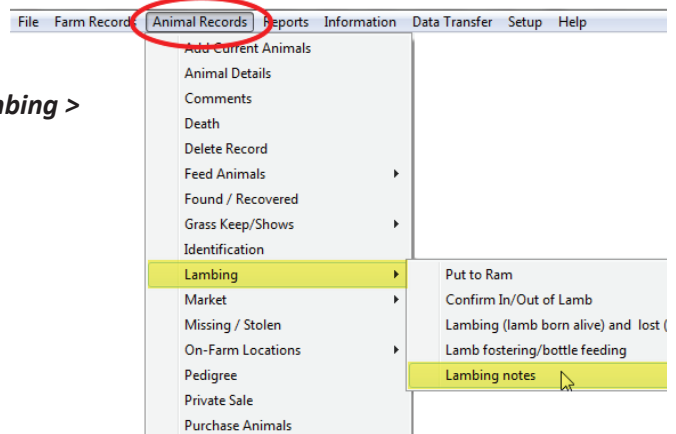 File Farm Records Animal Records Reports Information Data Transfer Setup Help
Add Current Animals
Animal Details
bing >
Comments
Death
Delete Record
Feed Animals
Found / Recovered
Grass Keep/Shows
Identification
Lambing
Put to Ram
Market
Confirm In/Out of Lamb
Missing / Stolen
Lambing (lamb born alive) and lost (
On-Farm Locations
Lamb fostering/bottle feeding
Pedigree
Lambing notes
Private Sale
Purchase Animals